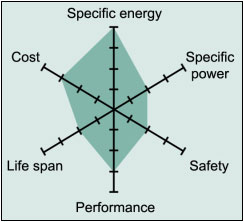 Specific energy
Cost
Specific
power
Life span
Safety
Performance